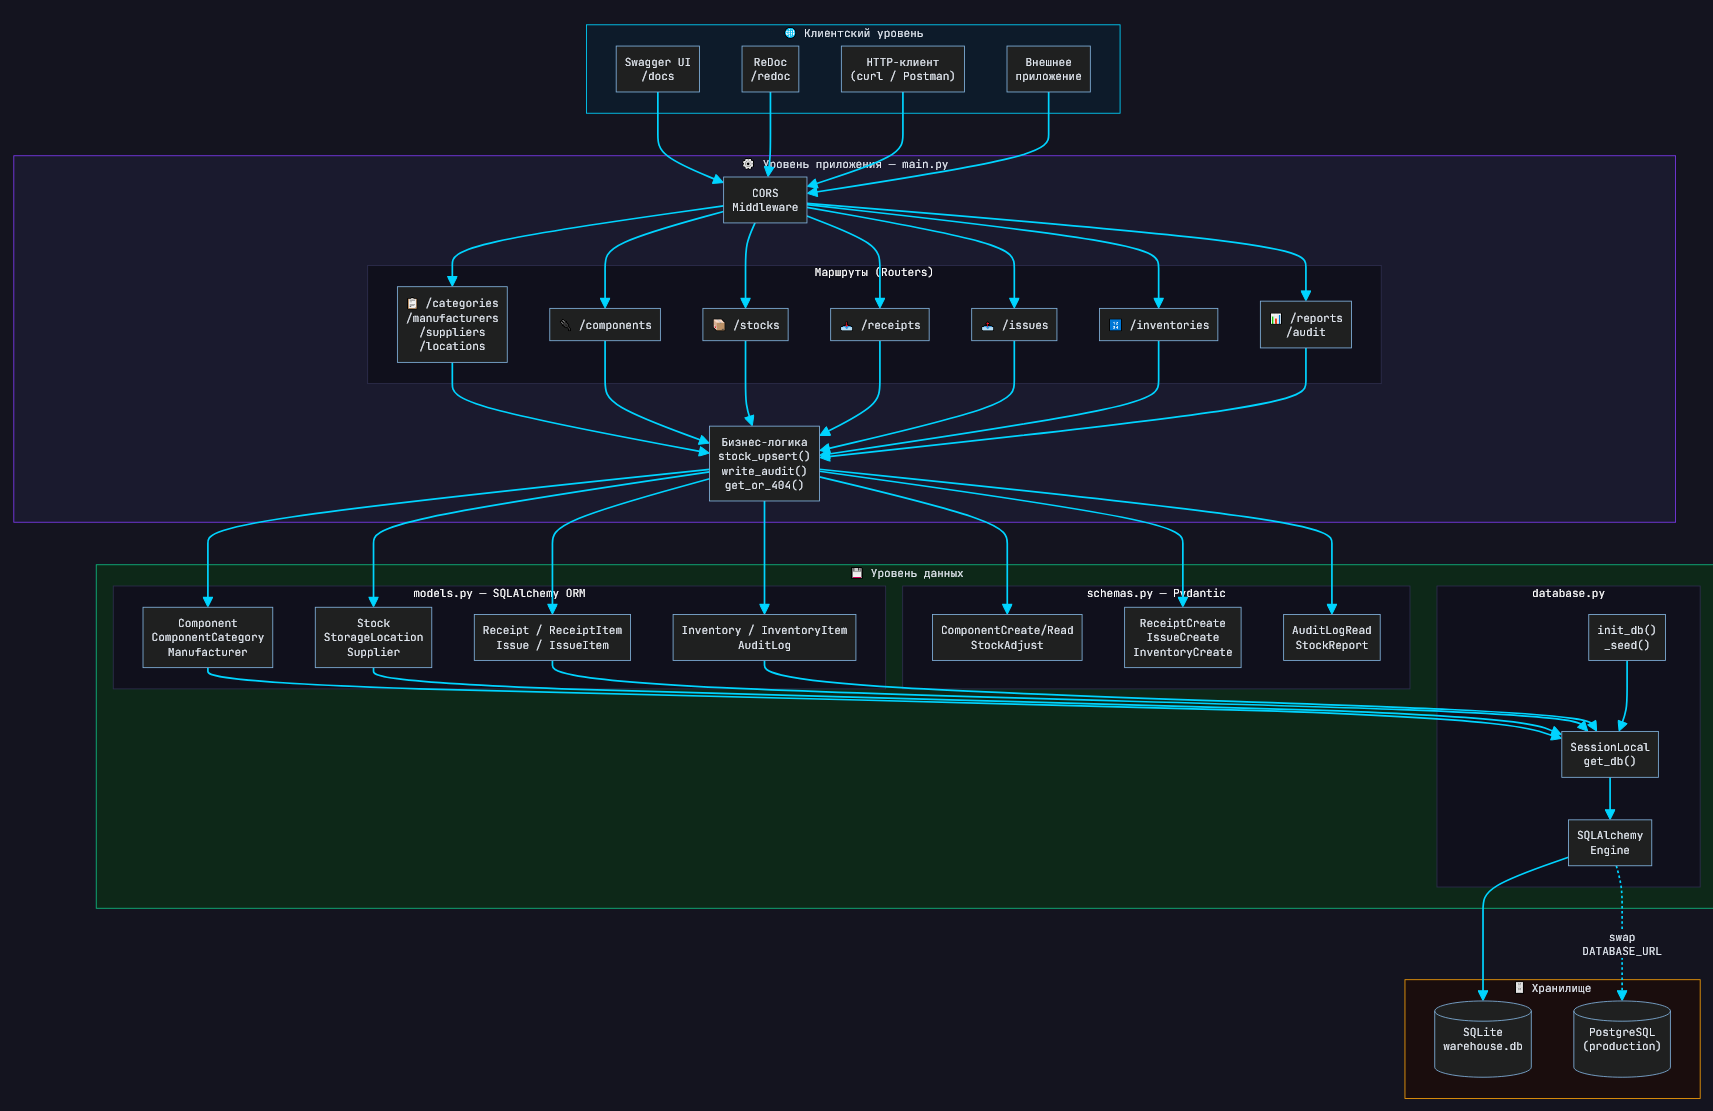 🌐 Клиентский уровень
Swagger UI
/docs
ReDoc
/redoc
HTTP-клиент
(curl / Postman)
Внешнее
приложение
⚙ Уровень приложения — main.py
CORS
Middleware
Маршруты (Routers)
📋 /categories
/manufacturers
/suppliers
/locations
🔌 /components
📦 /stocks
📥 /receipts
📤 /issues
🔢 /inventories
📊 /reports
/audit
Бизнес-логика
stock_upsert()
write_audit()
get_or_404()
💾 Уровень данных
models.py — SQLAlchemy ORM
Component
ComponentCategory
Manufacturer
Stock
StorageLocation
Supplier
Receipt / ReceiptItem
Issue / IssueItem
Inventory / InventoryItem
AuditLog
schemas.py — Pydantic
ComponentCreate/Read
StockAdjust
ReceiptCreate
IssueCreate
InventoryCreate
AuditLogRead
StockReport
database.py
init_db()
_seed()
SessionLocal
get_db()
SQLAlchemy
Engine
swap
DATABASE_URL
🗄 Хранилище
SQLite
warehouse.db
PostgreSQL
(production)